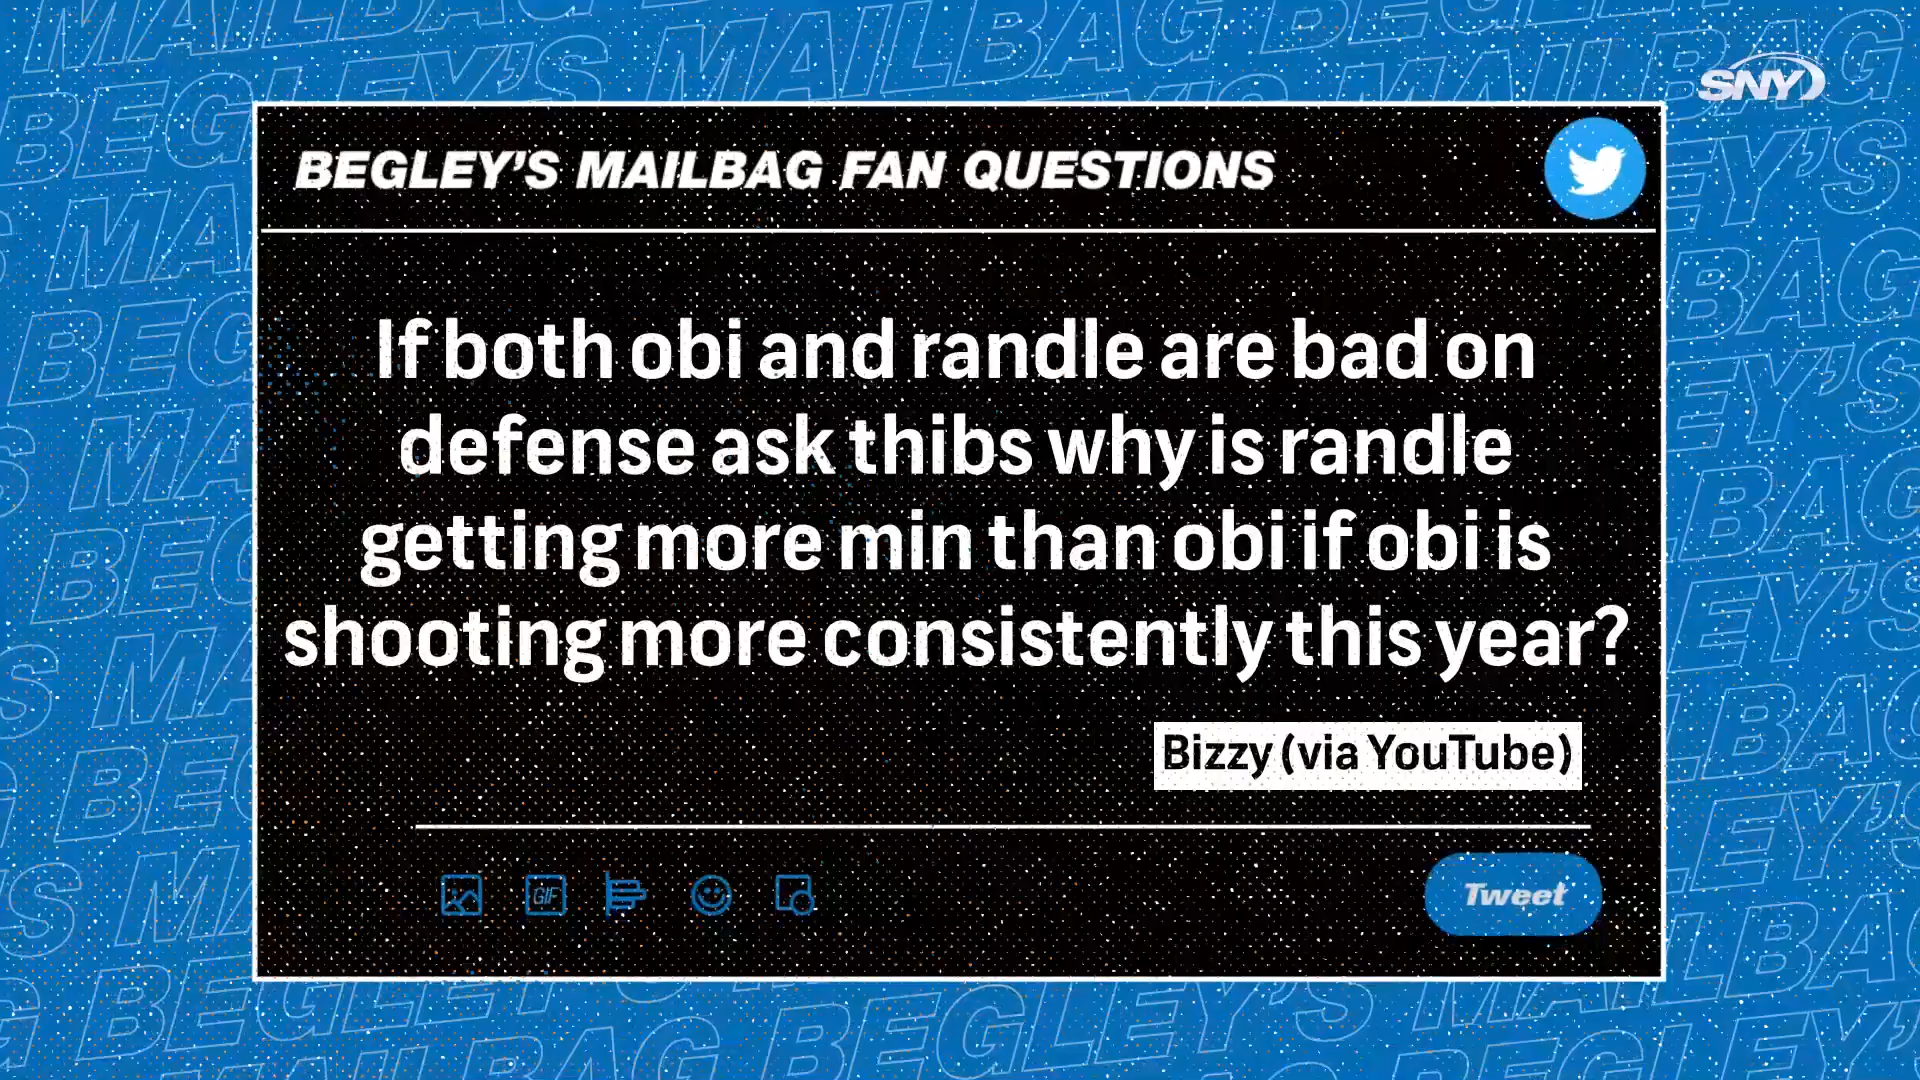 SNY
BEGLEY'S MAILBAG FAN QUESTIONS
If both obi and randle are bad on
defense ask thibs why is randle
getting more min than obi if obi is
shooting more consistently this year?
Bizzy (via YouTube)
GIF
Tweet